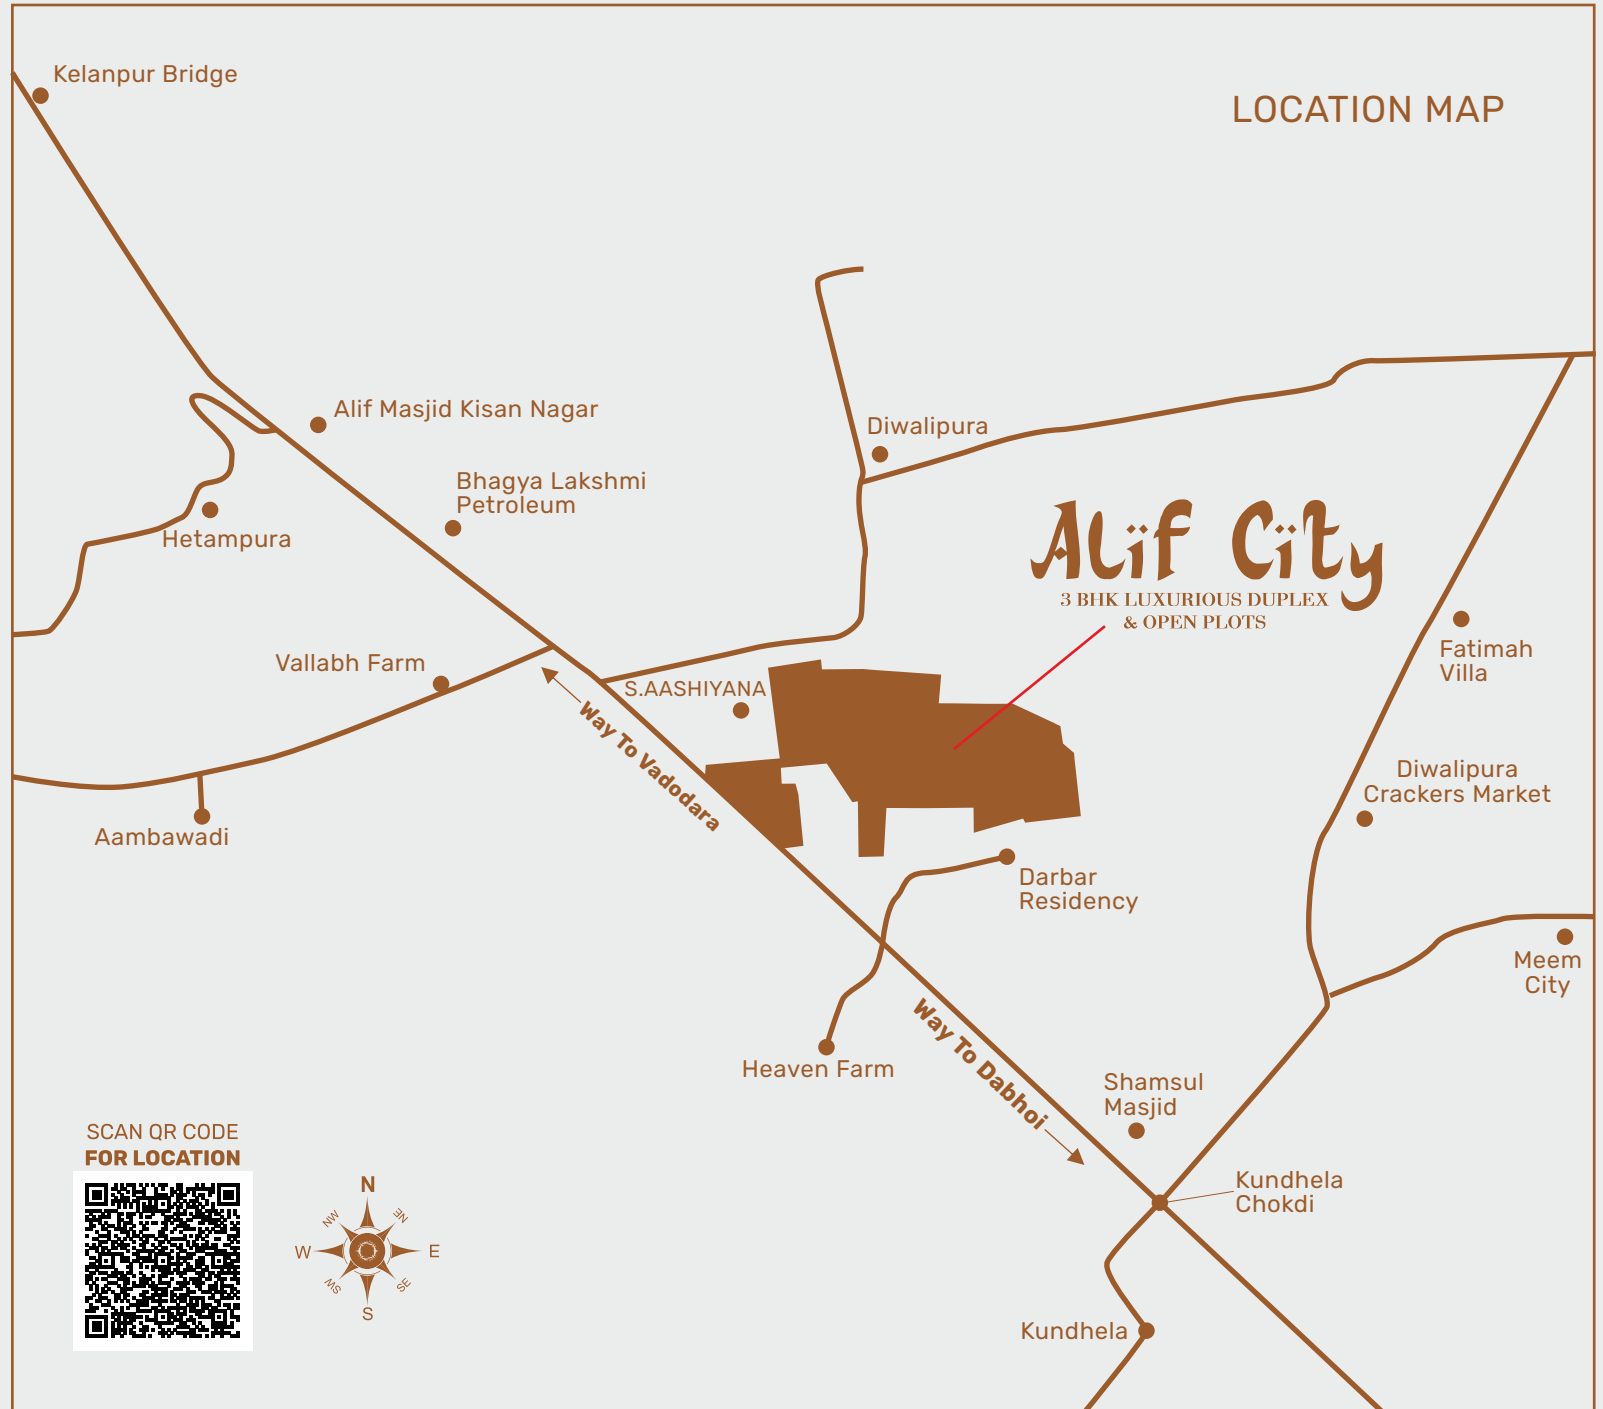 Kelanpur Bridge
LOCATION MAP
Alif Masjid Kisan Nagar
Diwalipura
Bhagya Lakshmi
Petroleum
Hetampura
Alif City
3 BHK LUXURIOUS DUPLEX
& OPEN PLOTS
Fatimah
Villa
Vallabh Farm
S.AASHIYANA
Way To Vadodara
Diwalipura
Crackers Market
Aambawadi
Darbar
Residency
Meem
City
Way To Dabhoi
Heaven Farm
Shamsul
Masjid
SCAN QR CODE
FOR LOCATION
Kundhela
Chokdi
N
NW
NE
W
E
SW
SE
S
Kundhela